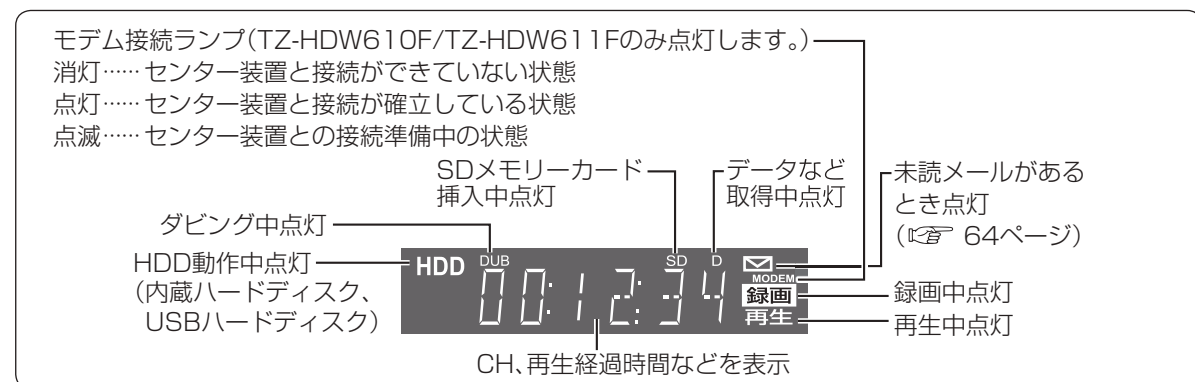 モデム接続ランプ(TZ-HDW610F/TZ-HDW611Fのみ点灯します。)
消灯……センター装置と接続ができていない状態
点灯……センター装置と接続が確立している状態
点滅……センター装置との接続準備中の状態
SDメモリーカード
挿入中点灯
データなど
取得中点灯
未読メールがある
とき点灯
(☞ 64ページ)
ダビング中点灯
HDD動作中点灯
(内蔵ハードディスク、
USBハードディスク)
HDD
DUB
SD
D
MODEM
00:12:34
録画
再生
録画中点灯
再生中点灯
CH、再生経過時間などを表示